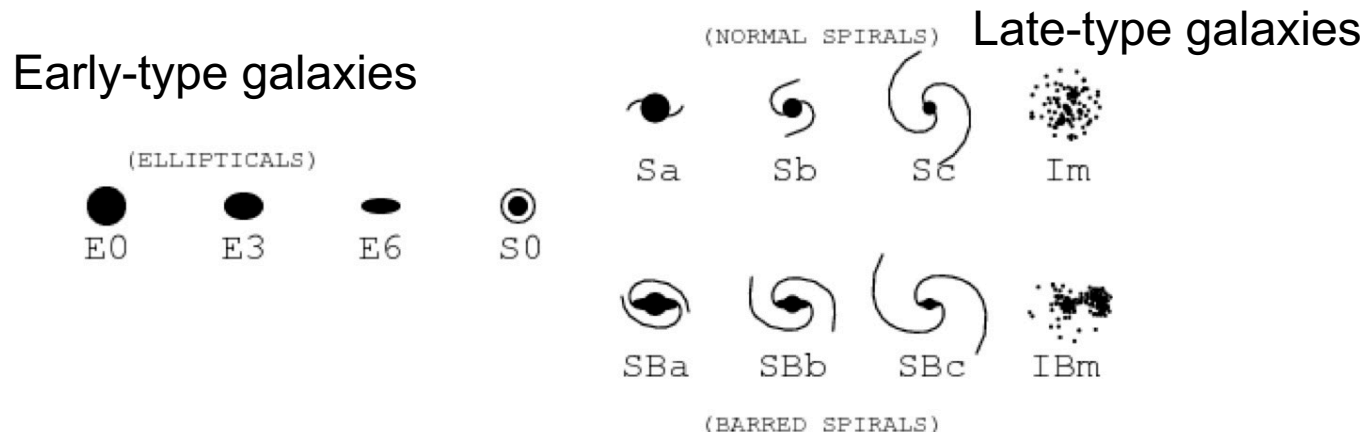 Early-type galaxies
(ELLIPTICALS)
E0 E3 E6 S0
(NORMAL SPIRALS) Late-type galaxies
Sa Sb Sc Im
SBa SBb SBc IBm
(BARRED SPIRALS)